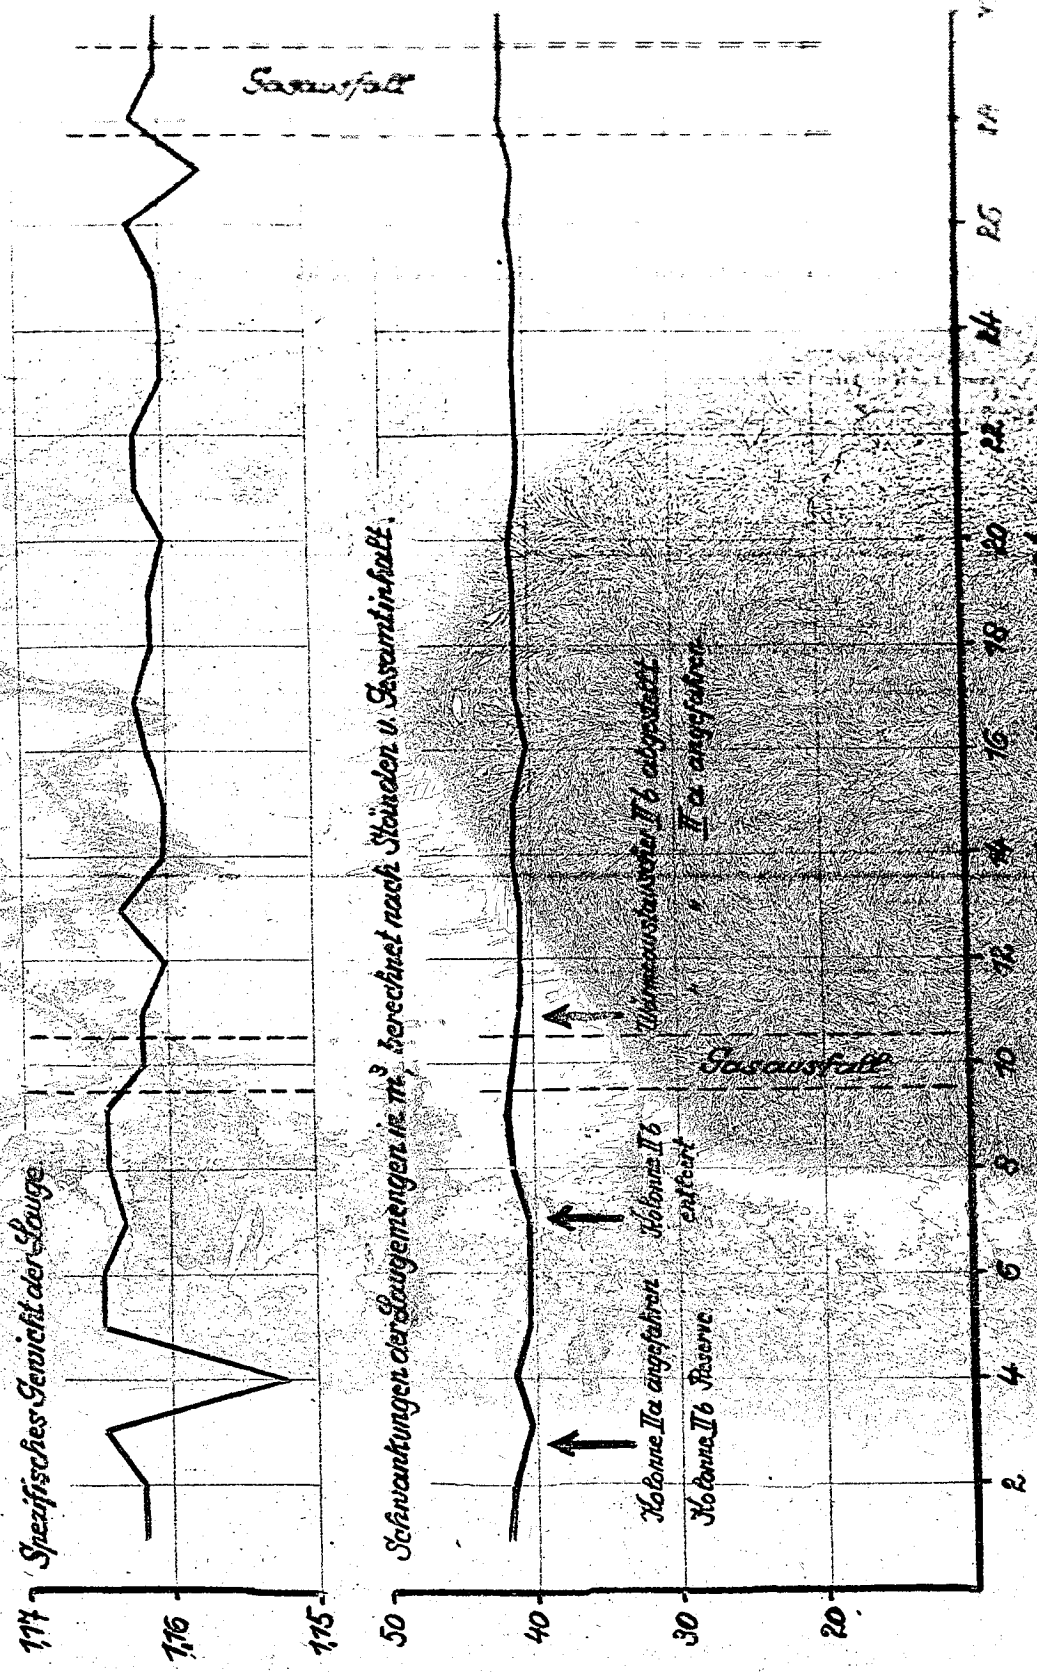 Spezifisches Gewicht der Lauge
1,17
1,16
1,15
Gasausfall
Schwankungen der Laugemengen in m³, berechnet nach Ständen u. Gesamtinhalt.
50
40
30
20
Kolonne IIa angefahren
Kolonne IIb Reserve
Kolonne IIb
entleert
Gasausfall
Wärmeaustauscher IIb abgestellt
" " IIa angefahren
2
4
6
8
10
12
14
16
18
20
22
24
26
28